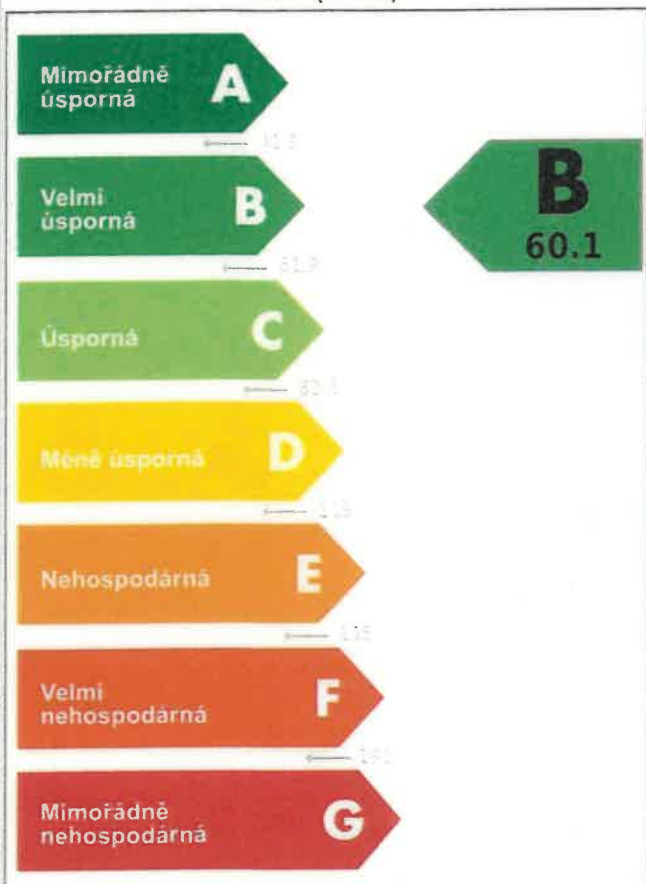 Mimořádně
úsporná
A
Velmi
úsporná
B
B
60.1
Úsporná
C
Méně úsporná
D
Nehospodárná
E
Velmi
nehospodárná
F
Mimořádně
nehospodárná
G